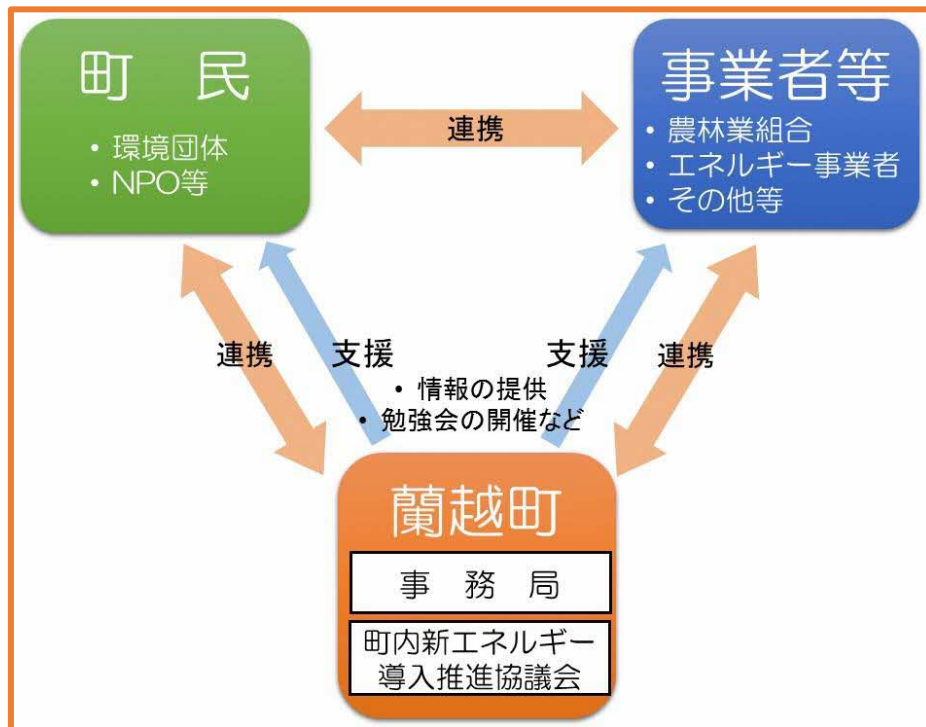 町　民
・環境団体
・NPO等
事業者等
・農林業組合
・エネルギー事業者
・その他等
連携
連携
支援
支援
連携
・情報の提供
・勉強会の開催など
蘭越町
事　務　局
町内新エネルギー
導入推進協議会